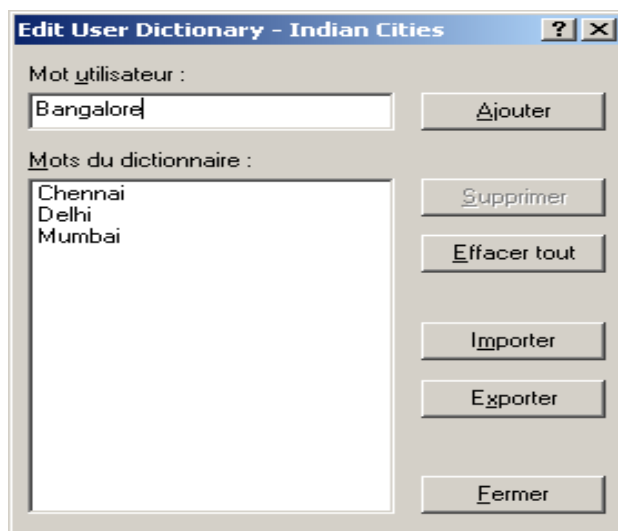 Edit User Dictionary - Indian Cities
Mot utilisateur :
Bangalore
Ajouter
Mots du dictionnaire :
Chennai
Delhi
Mumbai
Supprimer
Effacer tout
Importer
Exporter
Fermer